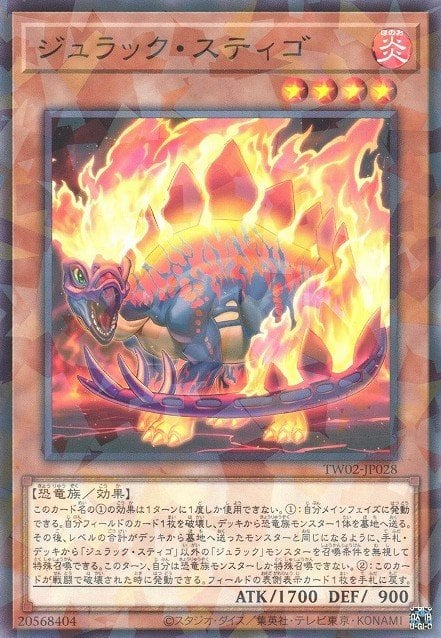 ジュラック・スティゴ
炎
ほのお
TW02-JP028
【恐竜族／効果】
このカード名の①の効果は1ターンに1度しか使用できない。①：自分メインフェイズに発動
できる。自分フィールドのカード1枚を破壊し、デッキから恐竜族モンスター1体を墓地へ送る。
その後、レベルの合計がデッキから墓地へ送ったモンスターと同じになるように、手札・
デッキから「ジュラック・スティゴ」以外の「ジュラック」モンスターを召喚条件を無視して
特殊召喚できる。このターン、自分は恐竜族モンスターしか特殊召喚できない。②：このカー
ドが戦闘で破壊された時に発動できる。フィールドの表側表示カード1枚を手札に戻す。
ATK/1700 DEF/ 900
20568404
©スタジオ・ダイス/集英社・テレビ東京・KONAMI